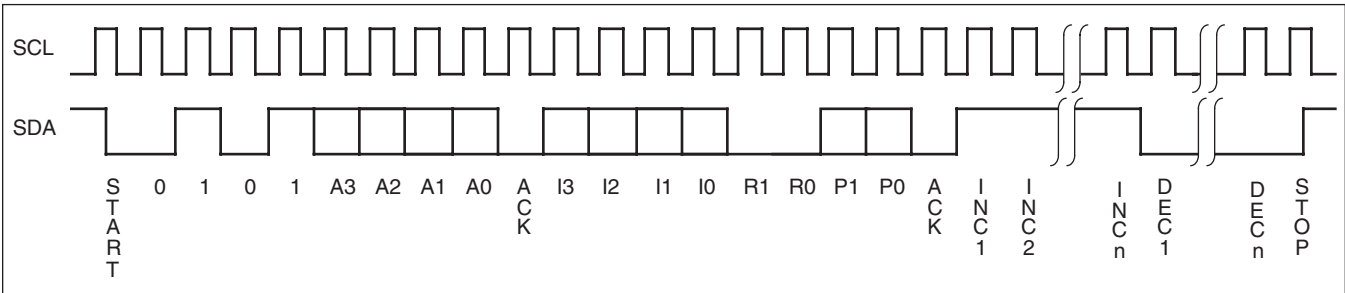 SCL
SDA
START 0 1 0 1 A3 A2 A1 A0 ACK I3 I2 I1 I0 R1 R0 P1 P0 ACK INC1 INC2 INCn DEC1 DECn STOP